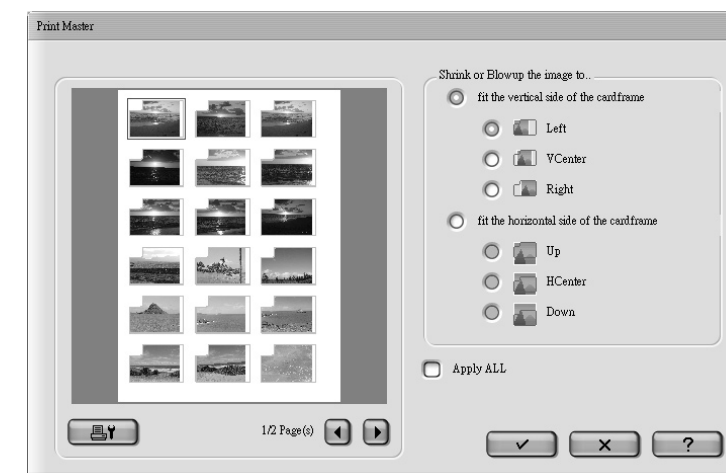 Print Master
Shrink or Blowup the image to..
fit the vertical side of the cardframe
Left
VCenter
Right
fit the horizontal side of the cardframe
Up
HCenter
Down
Apply ALL
1/2 Page(s)
?